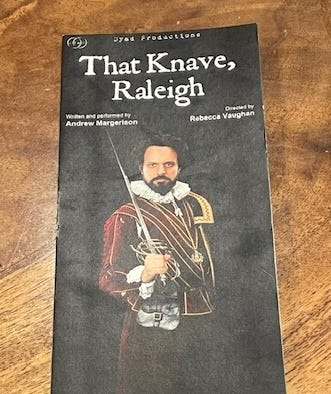 Dyad Productions
That Knave,
Raleigh
Written and performed by
Andrew Margerison
Directed by
Rebecca Vaughan